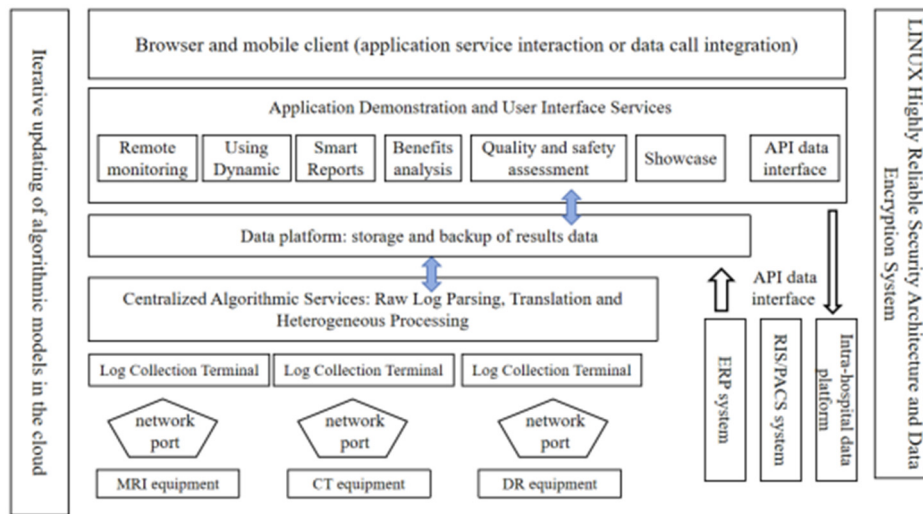 Iterative updating of algorithmic models in the cloud
Browser and mobile client (application service interaction or data call integration)
Application Demonstration and User Interface Services
Remote
monitoring
Using
Dynamic
Smart
Reports
Benefits
analysis
Quality and safety
assessment
Showcase
API data
interface
Data platform: storage and backup of results data
Centralized Algorithmic Services: Raw Log Parsing, Translation and
Heterogeneous Processing
API data
interface
Log Collection Terminal
Log Collection Terminal
Log Collection Terminal
network
port
network
port
network
port
MRI equipment
CT equipment
DR equipment
ERP system
RIS/PACS system
Intra-hospital data
platform
LINUX Highly Reliable Security Architecture and Data
Encryption System